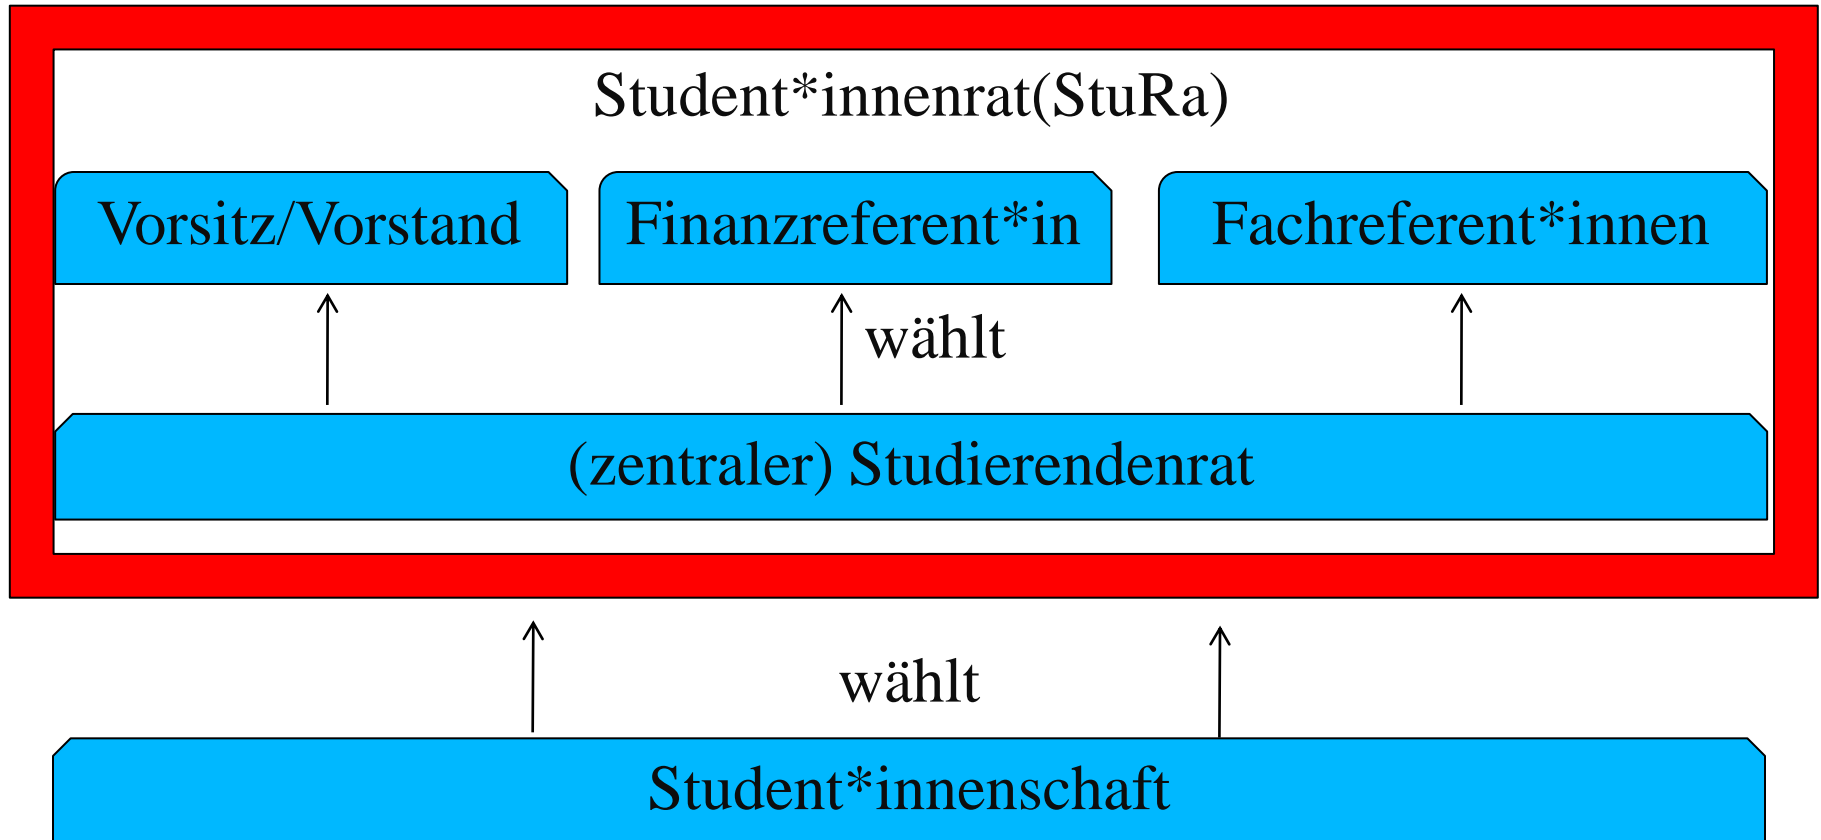 Student*innenrat(StuRa)
Vorsitz/Vorstand
Finanzreferent*in
Fachreferent*innen
wählt
(zentraler) Studierendenrat
wählt
Student*innenschaft